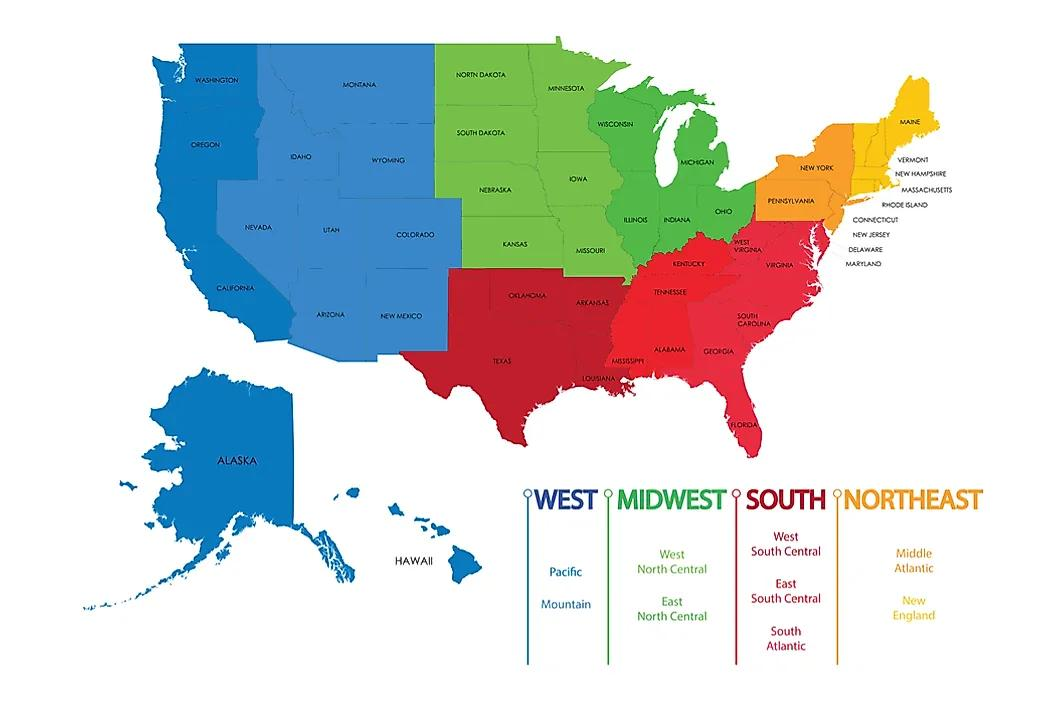 WASHINGTON
MONTANA
NORTN DAKOTA
MINNESOTA
OREGON
IDAHO
WYOMING
SOUTH DAKOTA
WISCONSIN
MICHIGAN
NEW YORK
MAINE
VERMONT
NEW HAMPSHIRE
MASSACHUSETTS
RHODE ISLAND
CONNECTICUT
NEW JERSEY
DELAWARE
MARYLAND
NEBRASKA
IOWA
PENNSYLVANIA
NEVADA
UTAH
COLORADO
KANSAS
MISSOURI
ILLINOIS
INDIANA
OHIO
WEST
VIRGINIA
VIRGINIA
KENTUCKY
CALIFORNIA
ARIZONA
NEW MEXICO
OKLAHOMA
ARKANSAS
TENNESSEE
SOUTH
CAROLINA
TEXAS
LOUISIANA
MISSISSIPPI
ALABAMA
GEORGIA
FLORIDA
ALASKA
HAWAII
WEST
Pacific
Mountain
MIDWEST
West
North Central
East
North Central
SOUTH
West
South Central
East
South Central
South
Atlantic
NORTHEAST
Middle
Atlantic
New
England